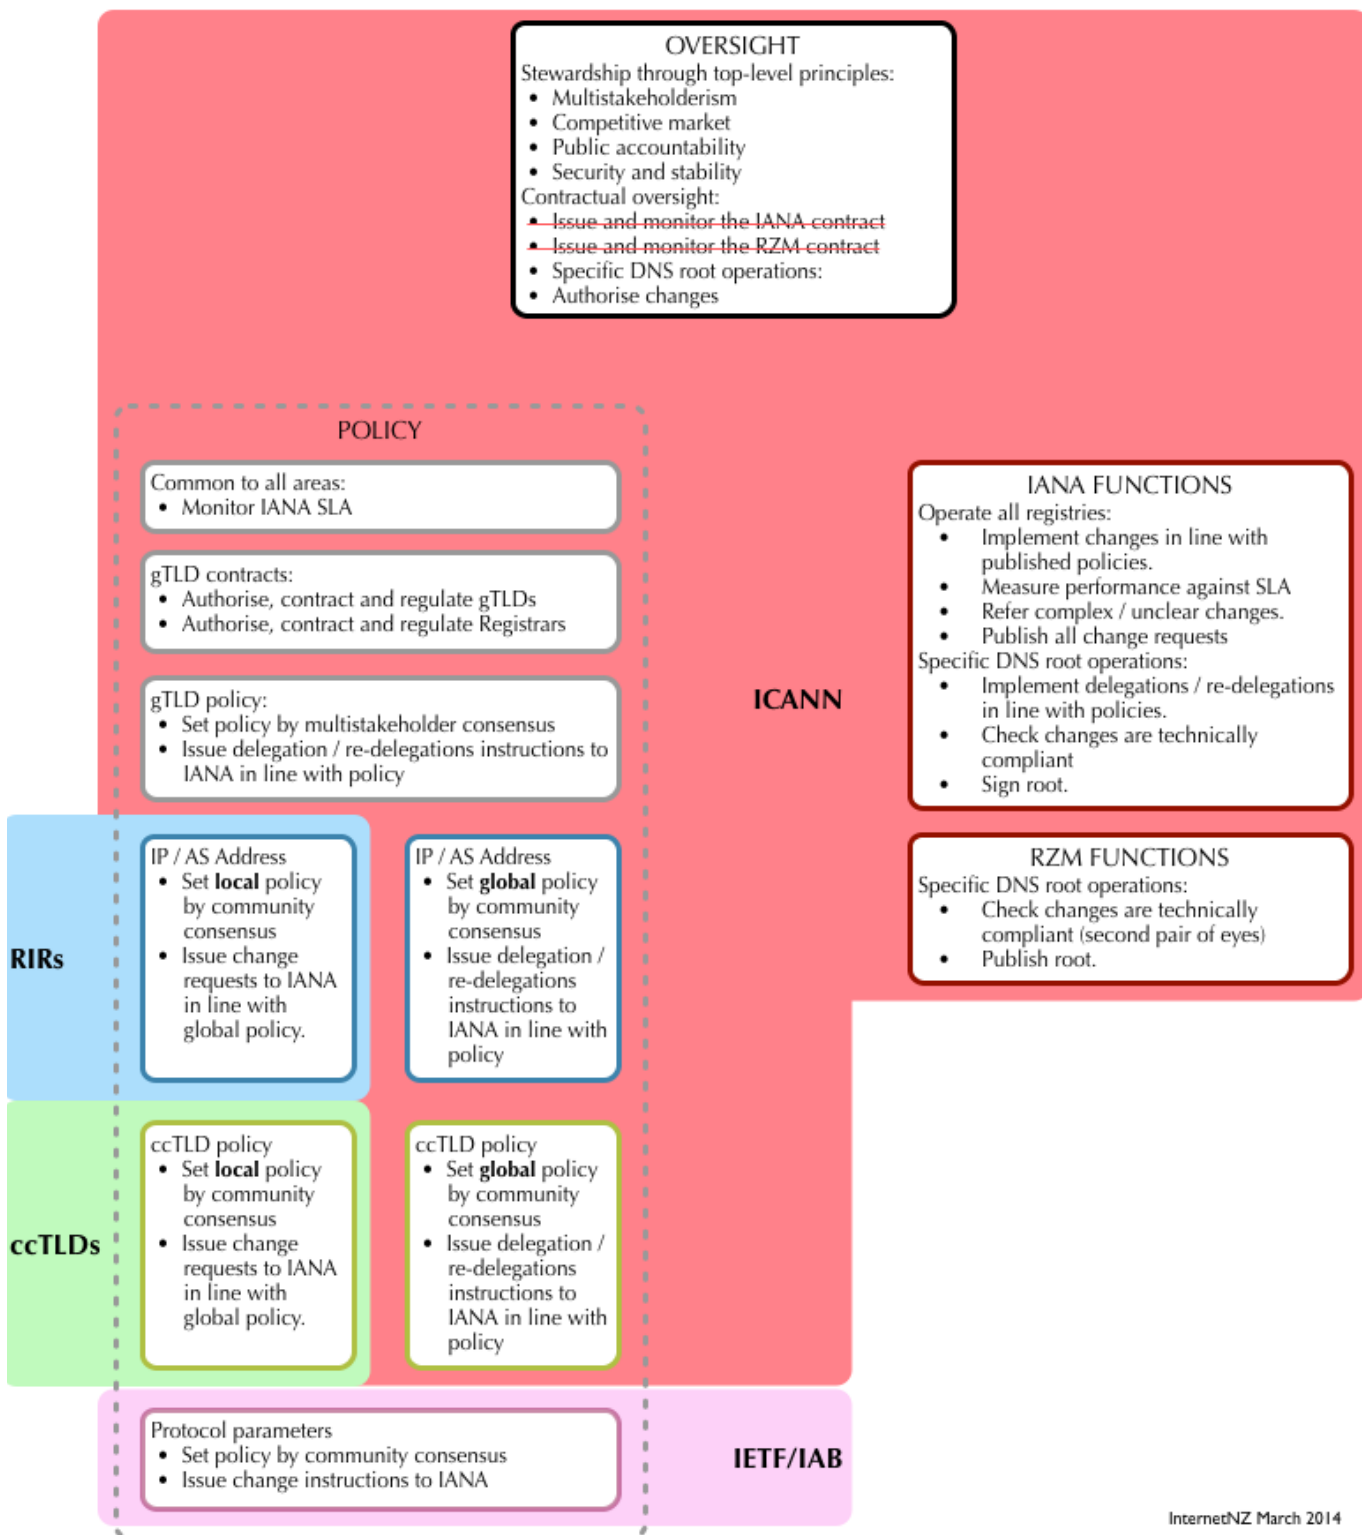 OVERSIGHT
Stewardship through top-level principles:
• Multistakeholderism
• Competitive market
• Public accountability
• Security and stability
Contractual oversight:
• Issue and monitor the IANA contract
• Issue and monitor the RZM contract
• Specific DNS root operations:
• Authorise changes
POLICY
Common to all areas:
• Monitor IANA SLA
gTLD contracts:
• Authorise, contract and regulate gTLDs
• Authorise, contract and regulate Registrars
gTLD policy:
• Set policy by multistakeholder consensus
• Issue delegation / re-delegations instructions to
IANA in line with policy
ICANN
IANA FUNCTIONS
Operate all registries:
• Implement changes in line with
published policies.
• Measure performance against SLA
• Refer complex / unclear changes.
• Publish all change requests
Specific DNS root operations:
• Implement delegations / re-delegations
in line with policies.
• Check changes are technically
compliant
• Sign root.
RZM FUNCTIONS
Specific DNS root operations:
• Check changes are technically
compliant (second pair of eyes)
• Publish root.
RIRs
IP / AS Address
• Set local policy
by community
consensus
• Issue change
requests to IANA
in line with
global policy.
IP / AS Address
• Set global policy
by community
consensus
• Issue delegation /
re-delegations
instructions to
IANA in line with
policy
ccTLDs
ccTLD policy
• Set local policy
by community
consensus
• Issue change
requests to IANA
in line with
global policy.
ccTLD policy
• Set global policy
by community
consensus
• Issue delegation /
re-delegations
instructions to
IANA in line with
policy
Protocol parameters
• Set policy by community consensus
• Issue change instructions to IANA
IETF/IAB
InternetNZ March 2014